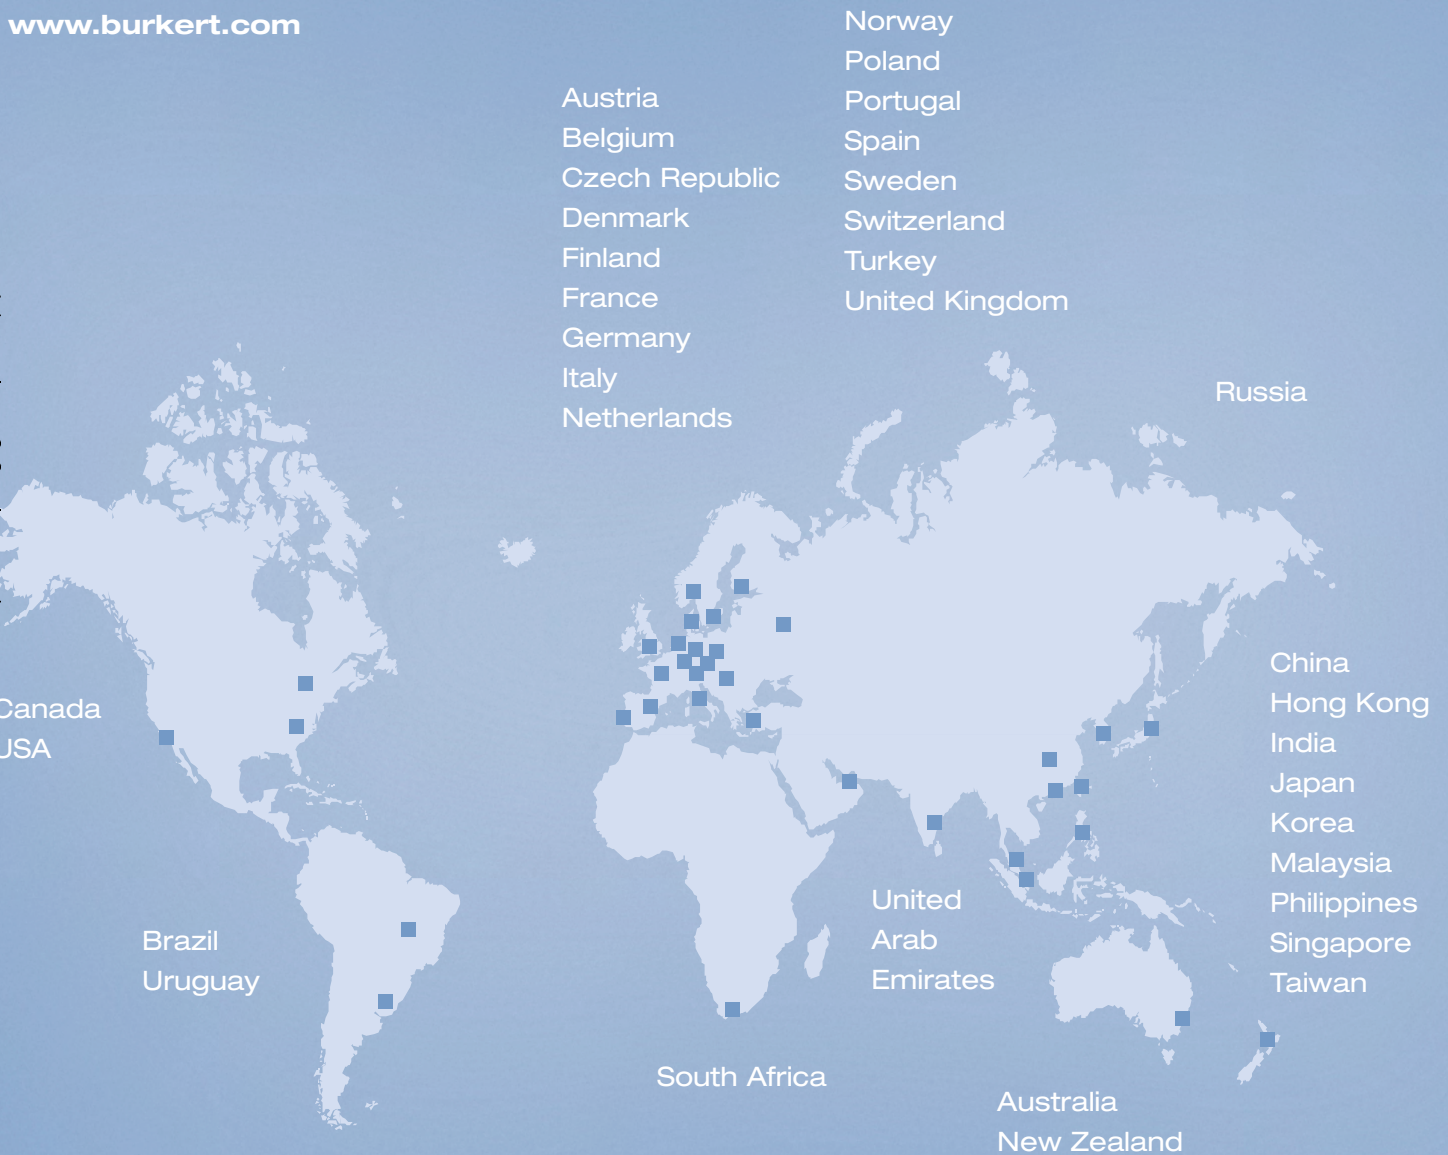 www.burkert.com
Austria
Belgium
Czech Republic
Denmark
Finland
France
Germany
Italy
Netherlands
Norway
Poland
Portugal
Spain
Sweden
Switzerland
Turkey
United Kingdom
Russia
Canada
USA
China
Hong Kong
India
Japan
Korea
Malaysia
Philippines
Singapore
Taiwan
Brazil
Uruguay
United
Arab
Emirates
South Africa
Australia
New Zealand